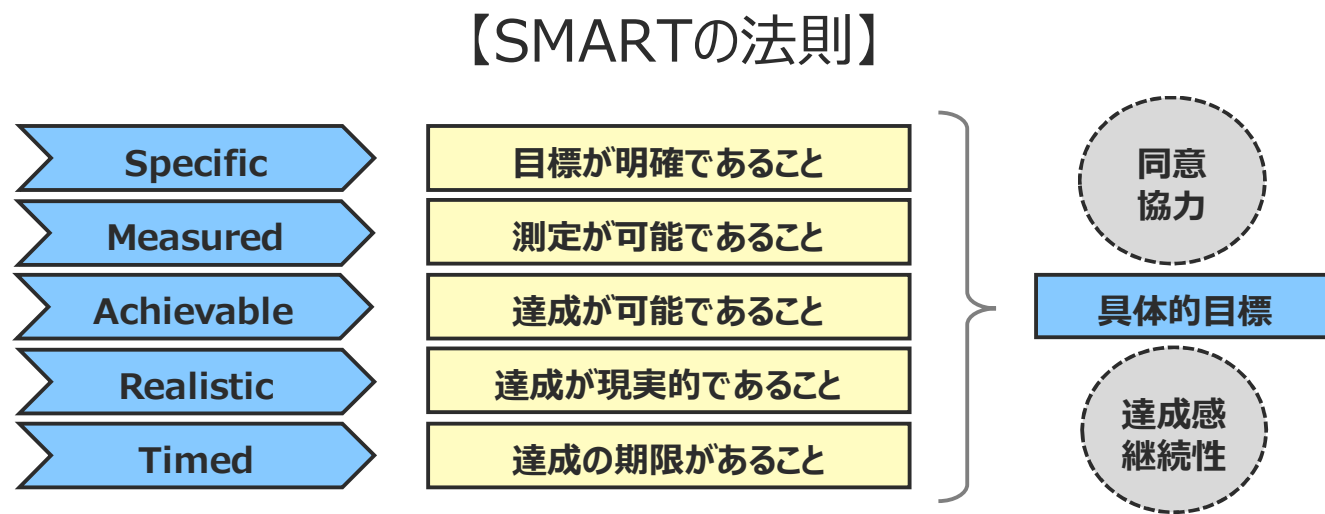 【SMARTの法則】
Specific
目標が明確であること
Measured
測定が可能であること
Achievable
達成が可能であること
Realistic
達成が現実的であること
Timed
達成の期限があること
同意
協力
具体的目標
達成感
継続性